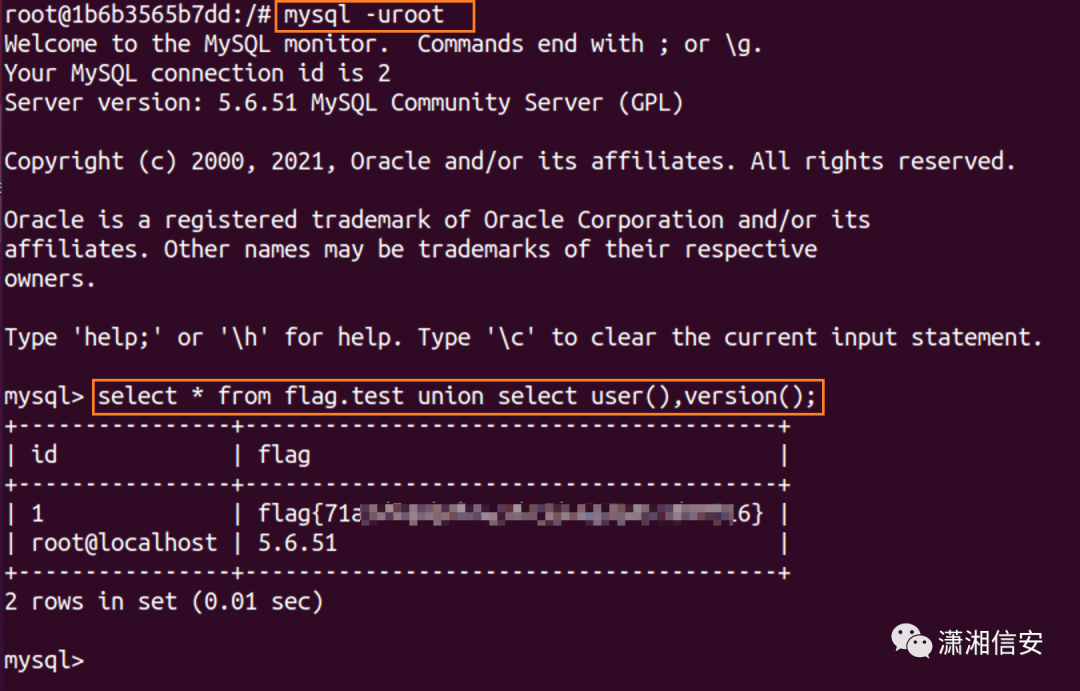 root@1b6b3565b7dd:/# mysql -uroot
Welcome to the MySQL monitor.  Commands end with ; or \g.
Your MySQL connection id is 2
Server version: 5.6.51 MySQL Community Server (GPL)
Copyright (c) 2000, 2021, Oracle and/or its affiliates. All rights reserved.
Oracle is a registered trademark of Oracle Corporation and/or its
affiliates. Other names may be trademarks of their respective
owners.
Type 'help;' or '\h' for help. Type '\c' to clear the current input statement.
mysql> select * from flag.test union select user(),version();
+----------------+----------------------------------------+
| id             | flag                                   |
+----------------+----------------------------------------+
| 1              | flag{71a 6} |
| root@localhost | 5.6.51                                 |
+----------------+----------------------------------------+
2 rows in set (0.01 sec)
mysql>
潇湘信安